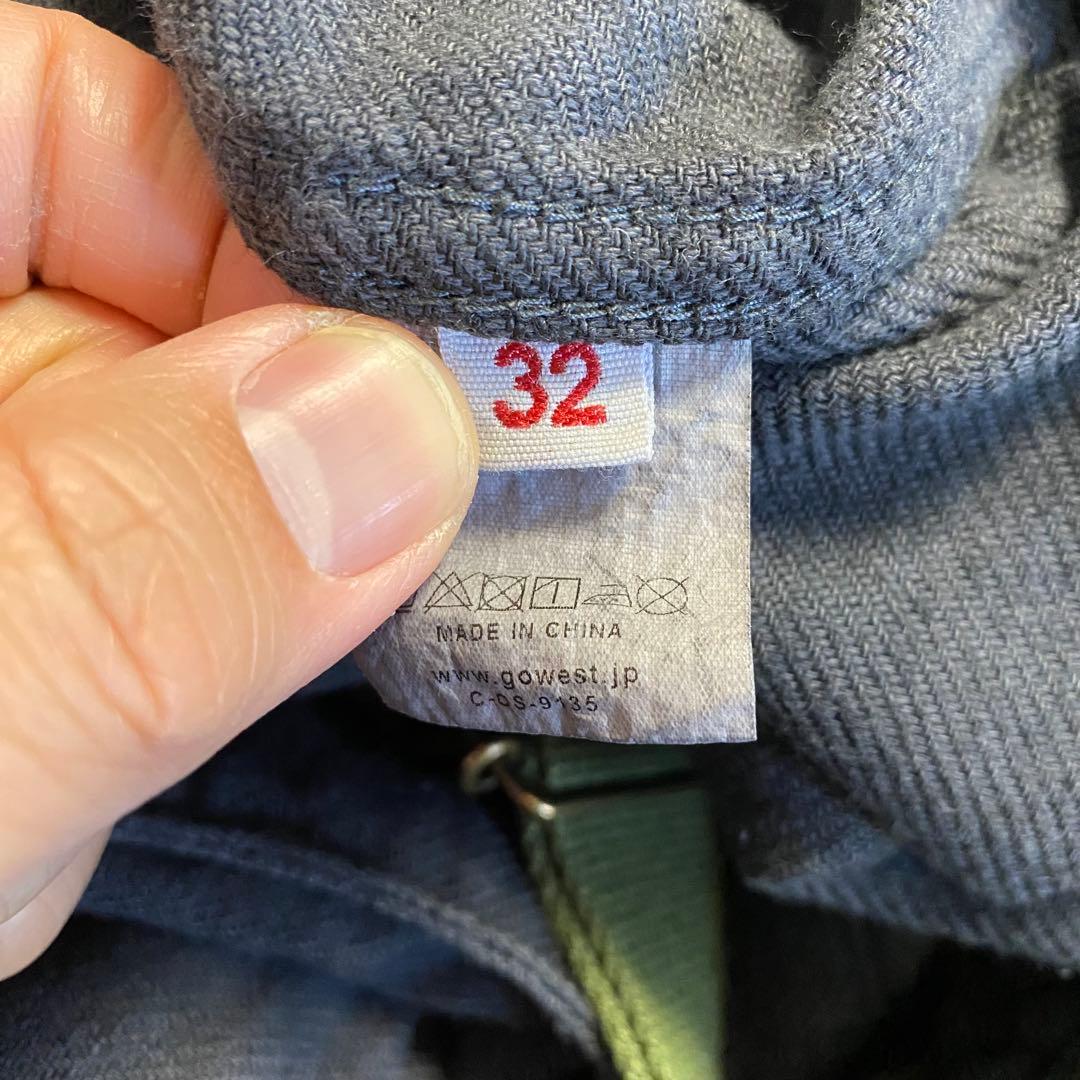 32
MADE IN CHINA
www.gowest.jp
C-OS-9135